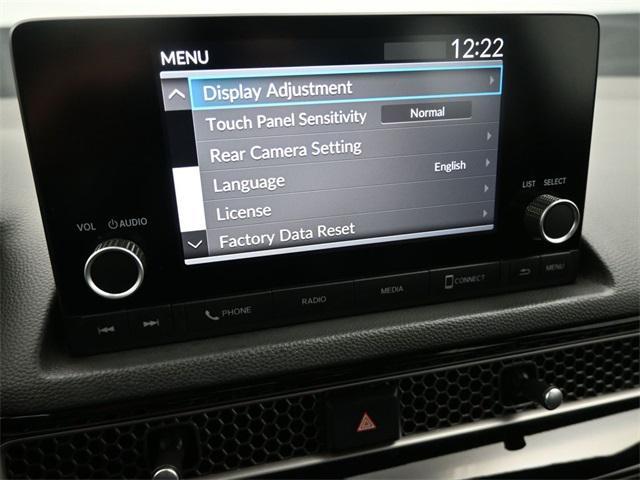 MENU 12:22
Display Adjustment
Touch Panel Sensitivity Normal
Rear Camera Setting
Language English
License
Factory Data Reset
VOL AUDIO
LIST SELECT
PHONE RADIO MEDIA CONNECT MENU